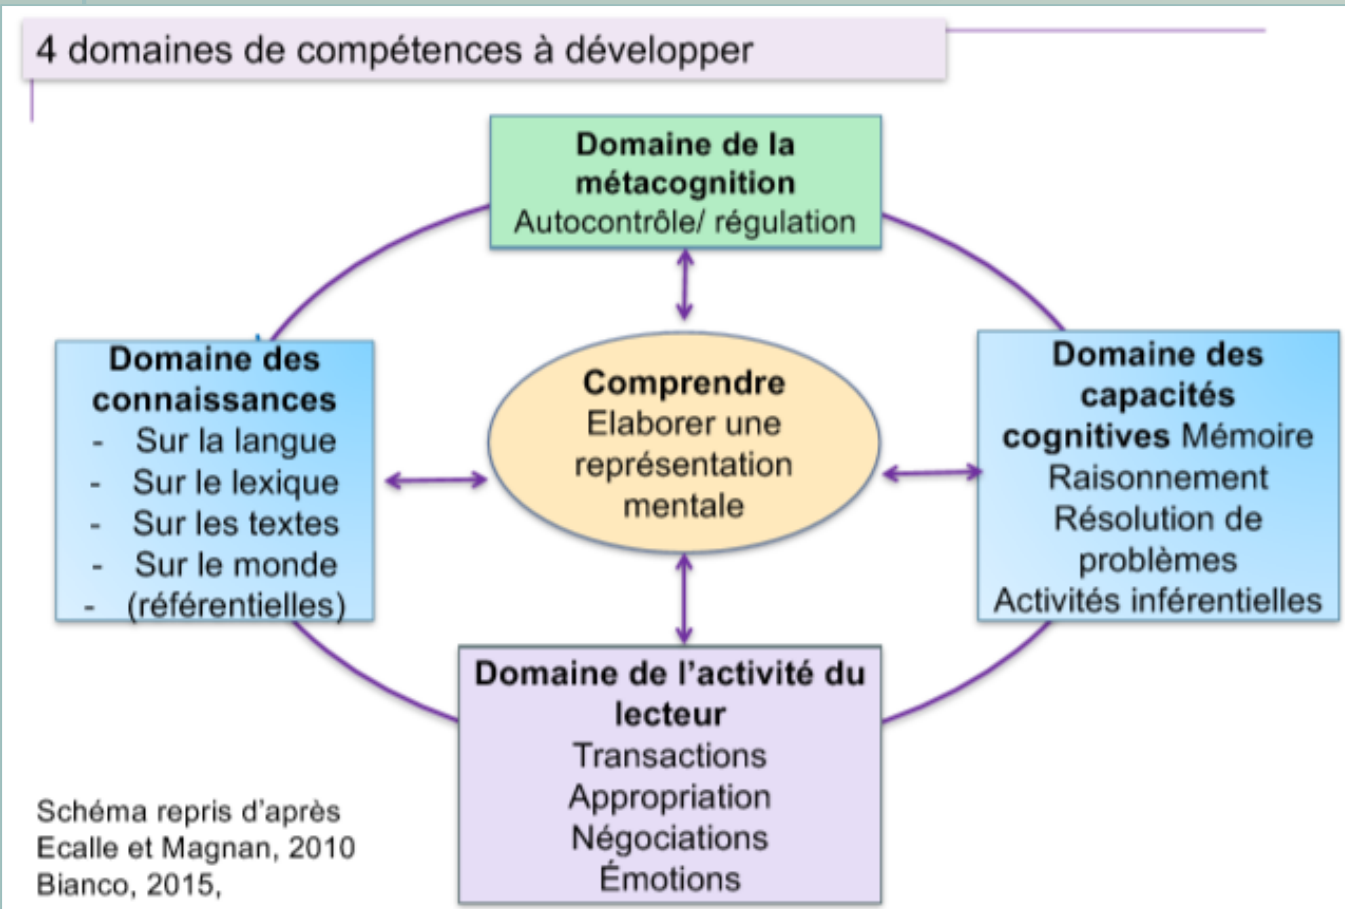 4 domaines de compétences à développer
Domaine de la
métacognition
Autocontrôle/ régulation
Domaine des
connaissances
- Sur la langue
- Sur le lexique
- Sur les textes
- Sur le monde
- (référentielles)
Comprendre
Elaborer une
représentation
mentale
Domaine des
capacités
cognitives Mémoire
Raisonnement
Résolution de
problèmes
Activités inférentielles
Domaine de l’activité du
lecteur
Transactions
Appropriation
Négociations
Émotions
Schéma repris d’après
Ecalle et Magnan, 2010
Bianco, 2015,